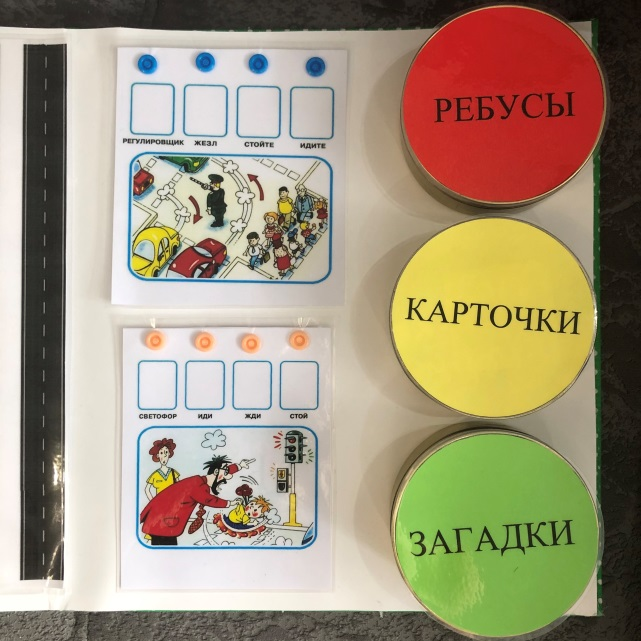 РЕГУЛИРОВЩИК ЖЕЗЛ СТОЙТЕ ИДИТЕ
СВЕТОФОР ИДИ ЖДИ СТОЙ
РЕБУСЫ
КАРТОЧКИ
ЗАГАДКИ